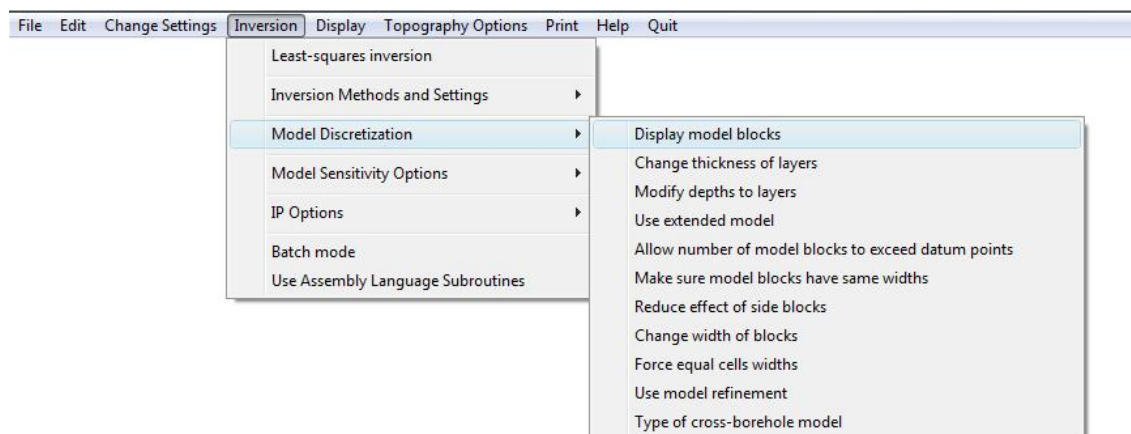 File Edit Change Settings Inversion Display Topography Options Print Help Quit
Least-squares inversion
Inversion Methods and Settings
Model Discretization
Model Sensitivity Options
IP Options
Batch mode
Use Assembly Language Subroutines
Display model blocks
Change thickness of layers
Modify depths to layers
Use extended model
Allow number of model blocks to exceed datum points
Make sure model blocks have same widths
Reduce effect of side blocks
Change width of blocks
Force equal cells widths
Use model refinement
Type of cross-borehole model